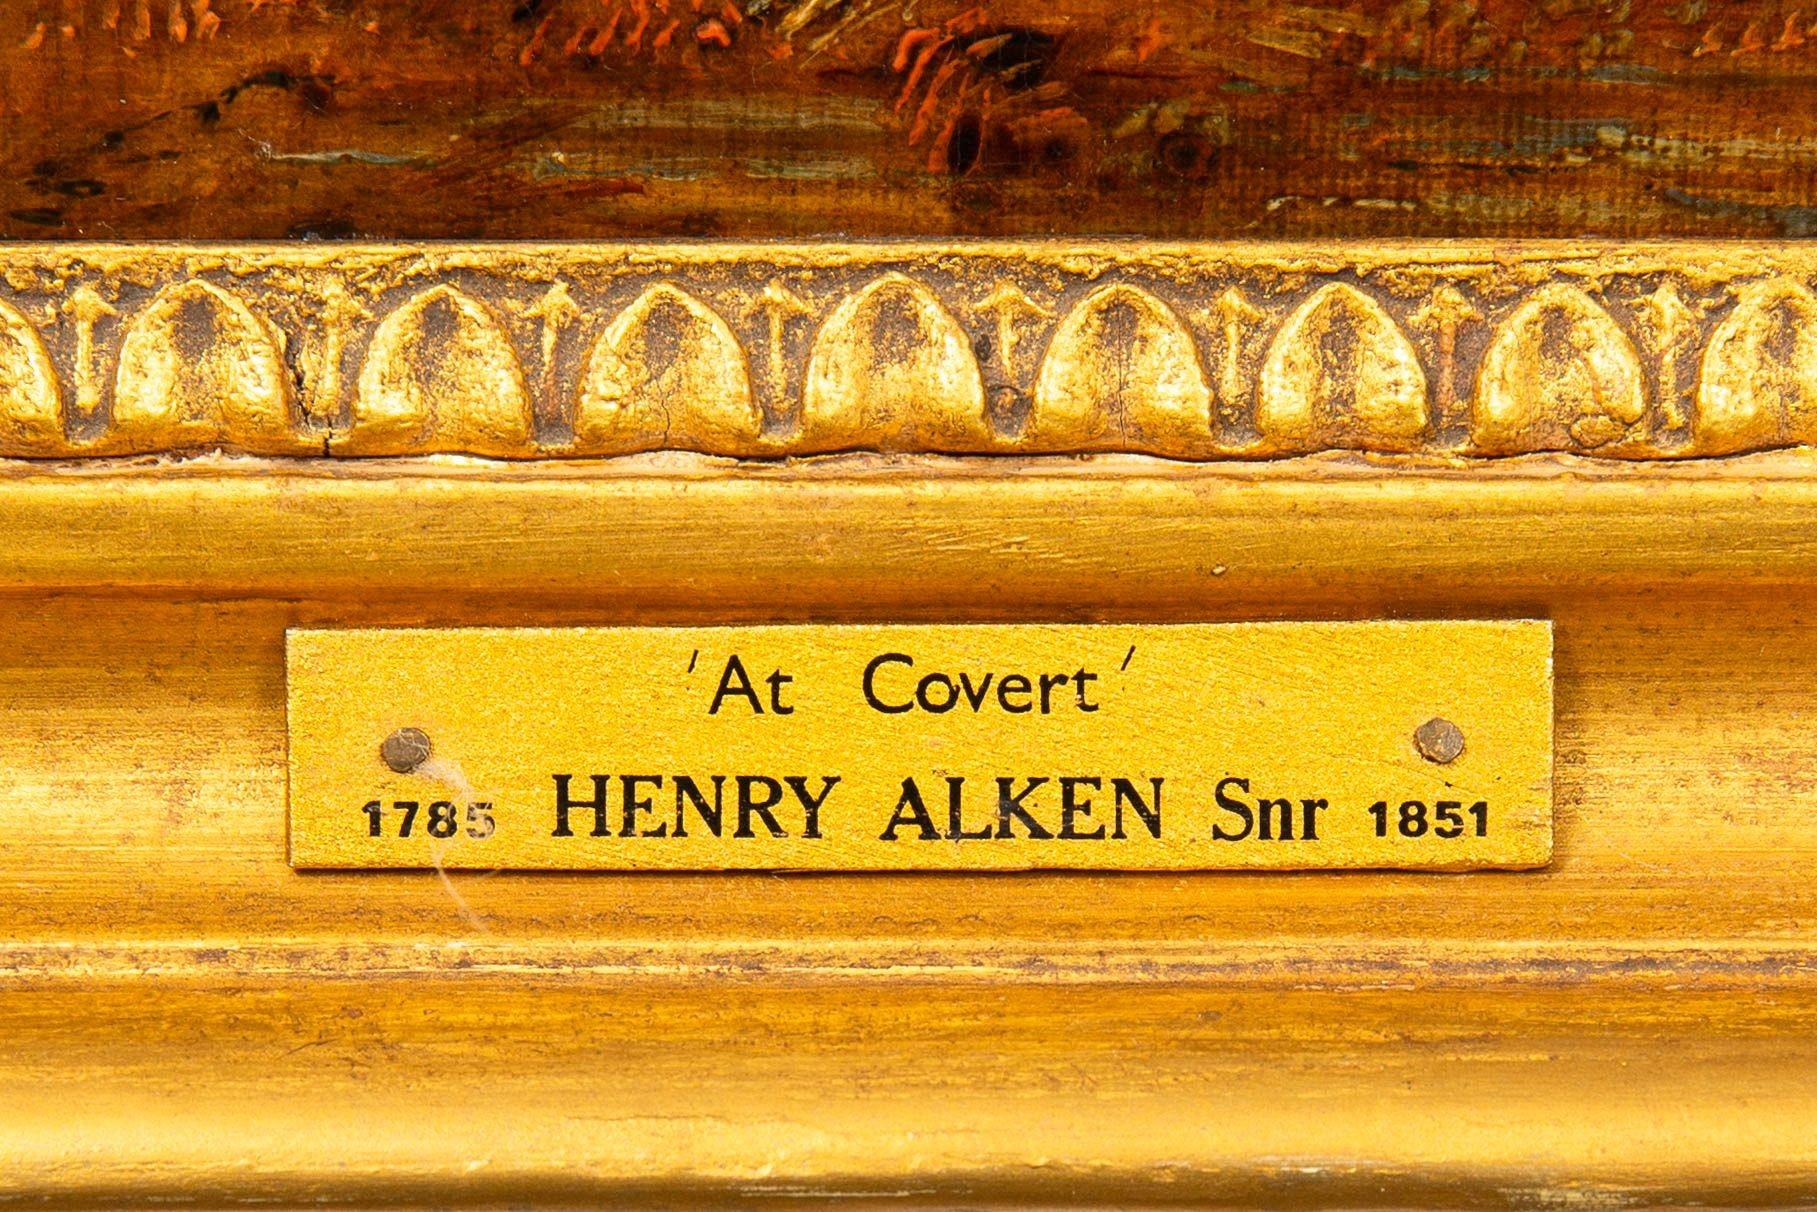 'At Covert'
1785 HENRY ALKEN Snr 1851